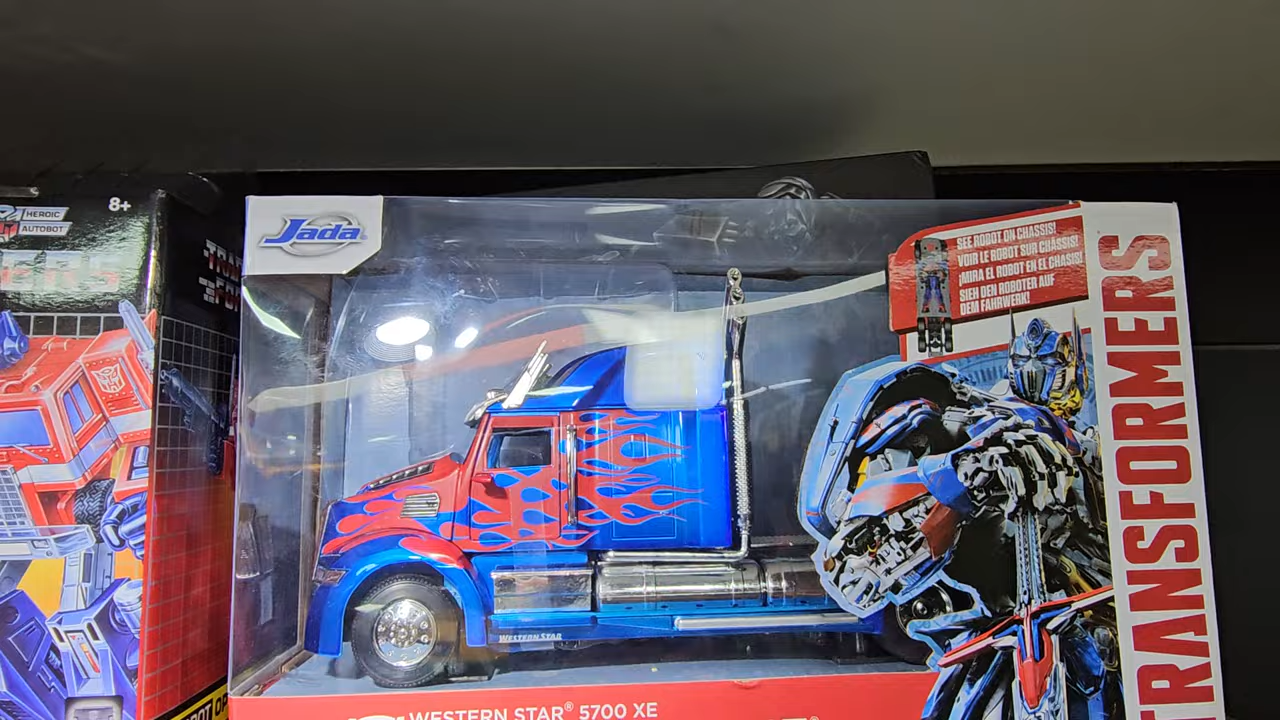 HEROIC
AUTOBOT
8+
Jada
SEE ROBOT ON CHASSIS!
VOIR LE ROBOT SUR CHÂSSIS!
¡MIRA EL ROBOT EN EL CHASIS!
SIEH DEN ROBOTER AUF
DEM FAHRWERK!
TRANSFORMERS
WESTERN STAR
WESTERN STAR® 5700 XE